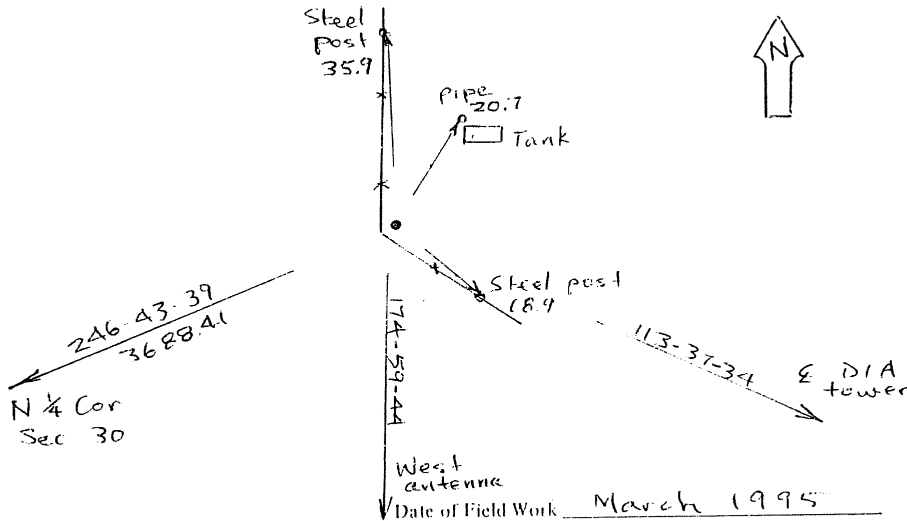 Steel
post
35.9
N
pipe
20.7
Tank
Steel post
18.9
246-43-39
3688.41
N 1/4 Cor
Sec 30
174-59-44
113-37-34
℄ DIA
tower
West
antenna
Date of Field Work March 1995